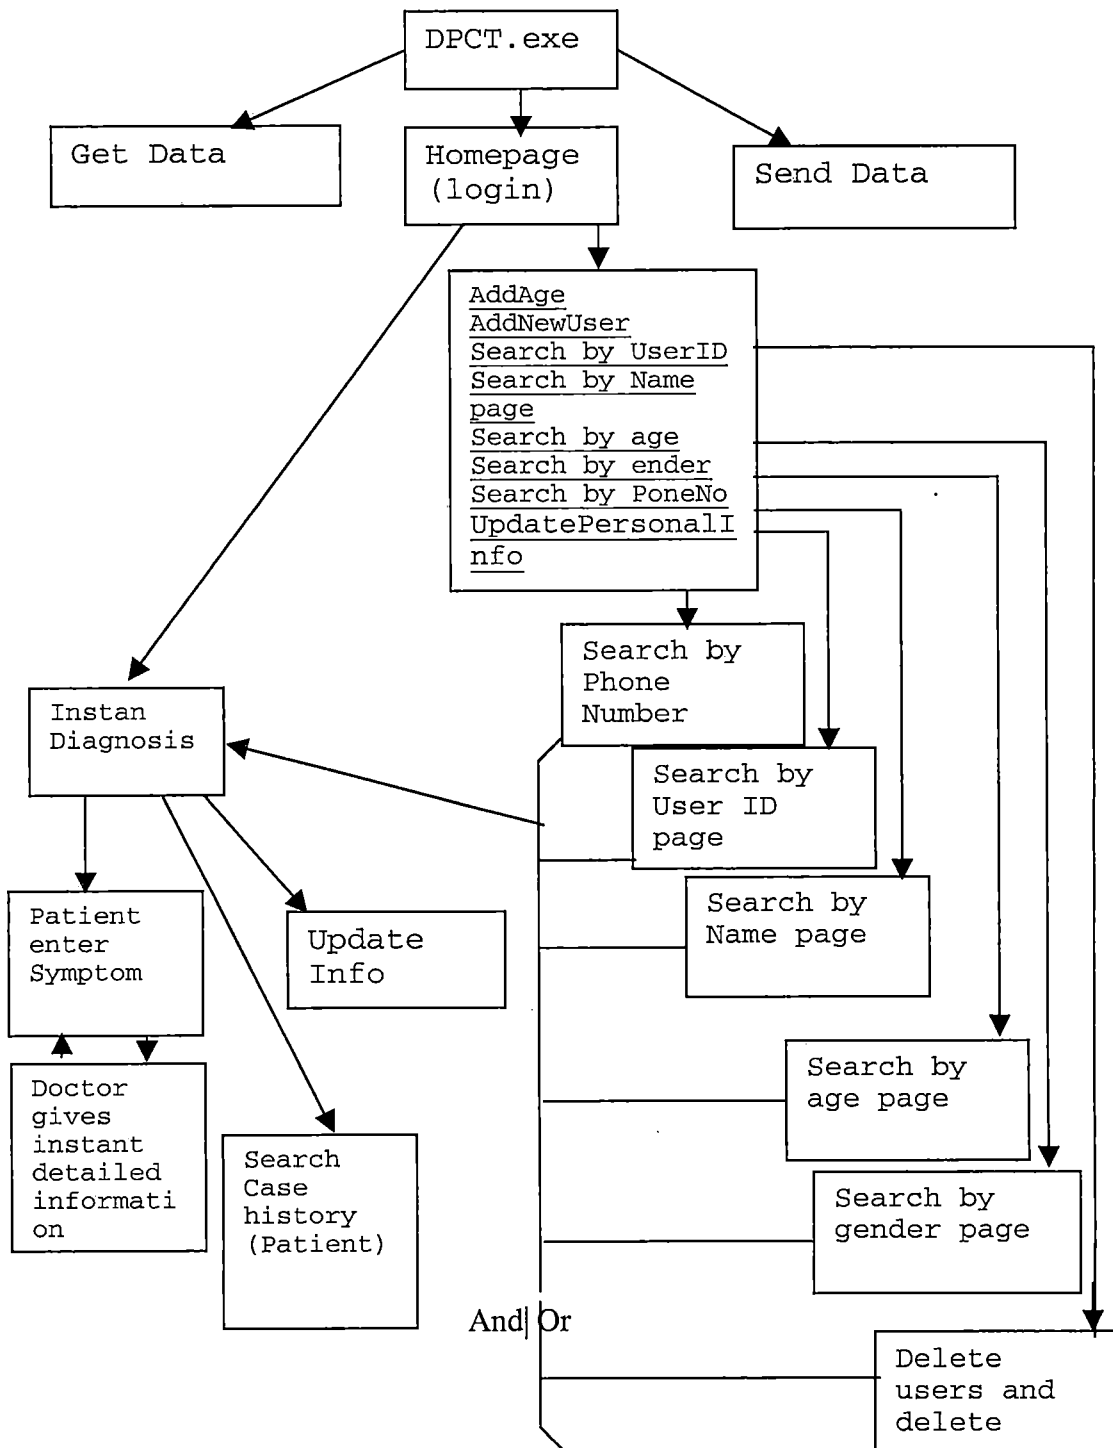 DPCT.exe
Get Data
Homepage
(login)
Send Data
AddAge
AddNewUser
Search by UserID
Search by Name
page
Search by age
Search by ender
Search by PoneNo
UpdatePersonalI
nfo
Search by
Phone
Number
Instan
Diagnosis
Search by
User ID
page
Search by
Name page
Patient
enter
Symptom
Update
Info
Search by
age page
Doctor
gives
instant
detailed
informati
on
Search
Case
history
(Patient)
Search by
gender page
And| Or
Delete
users and
delete